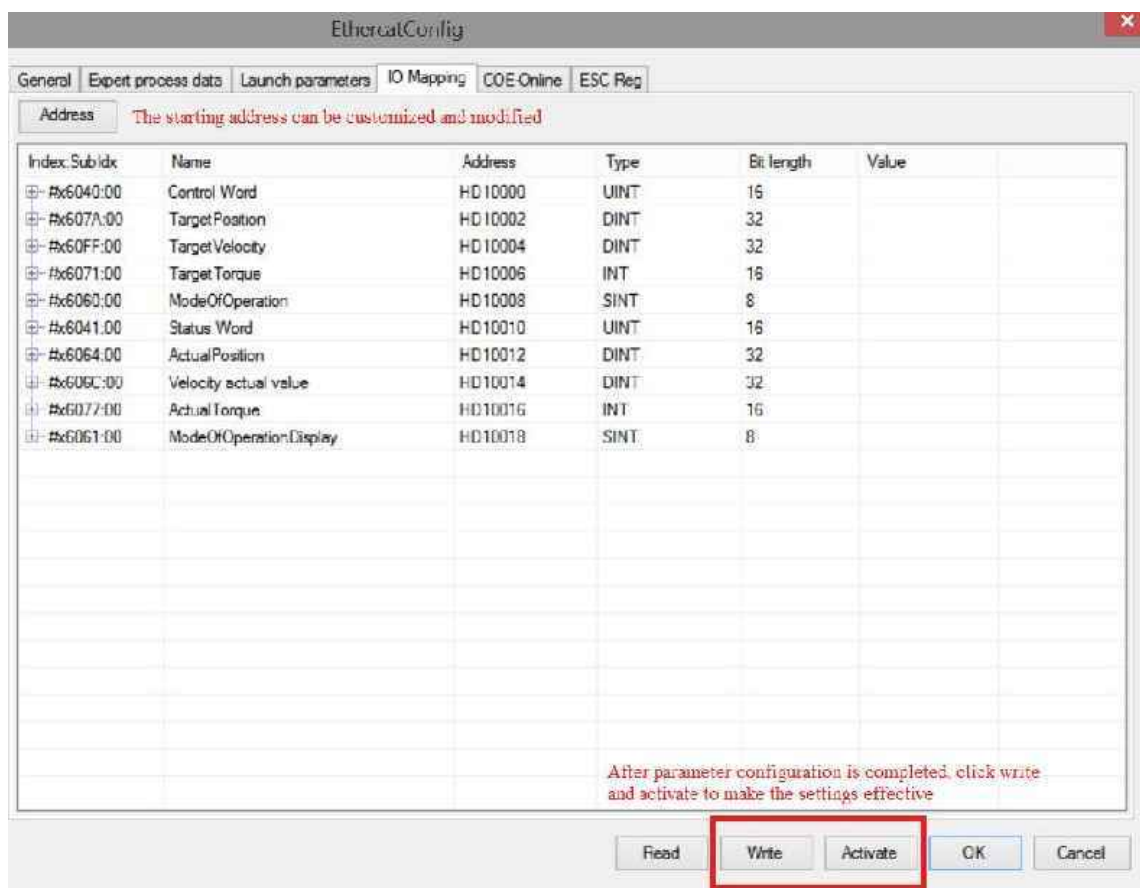 EthercatConfig
General Expert process data Launch parameters IO Mapping COE-Online ESC Reg
Address The starting address can be customized and modified
Index:SubIdx Name Address Type Bit length Value
#x6040:00 Control Word HD10000 UINT 16
#x607A:00 TargetPosition HD10002 DINT 32
#x60FF:00 TargetVelocity HD10004 DINT 32
#x6071:00 Target Torque HD10006 INT 16
#x6060:00 ModeOfOperation HD10008 SINT 8
#x6041:00 Status Word HD10010 UINT 16
#x6064:00 ActualPosition HD10012 DINT 32
#x606C:00 Velocity actual value HD10014 DINT 32
#x6077:00 ActualTorque HD10016 INT 16
#x6061:00 ModeOfOperationDisplay HD10018 SINT 8
After parameter configuration is completed, click write
and activate to make the settings effective
Read Write Activate OK Cancel